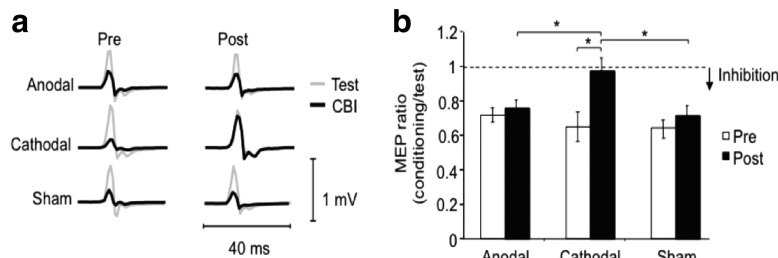 a
Pre
Post
Anodal
Cathodal
Sham
Test
CBI
1 mV
40 ms
b
MEP ratio
(conditioning/test)
1.2
1
0.8
0.6
0.4
0.2
0
*
*
*
Inhibition
Pre
Post
Anodal
Cathodal
Sham